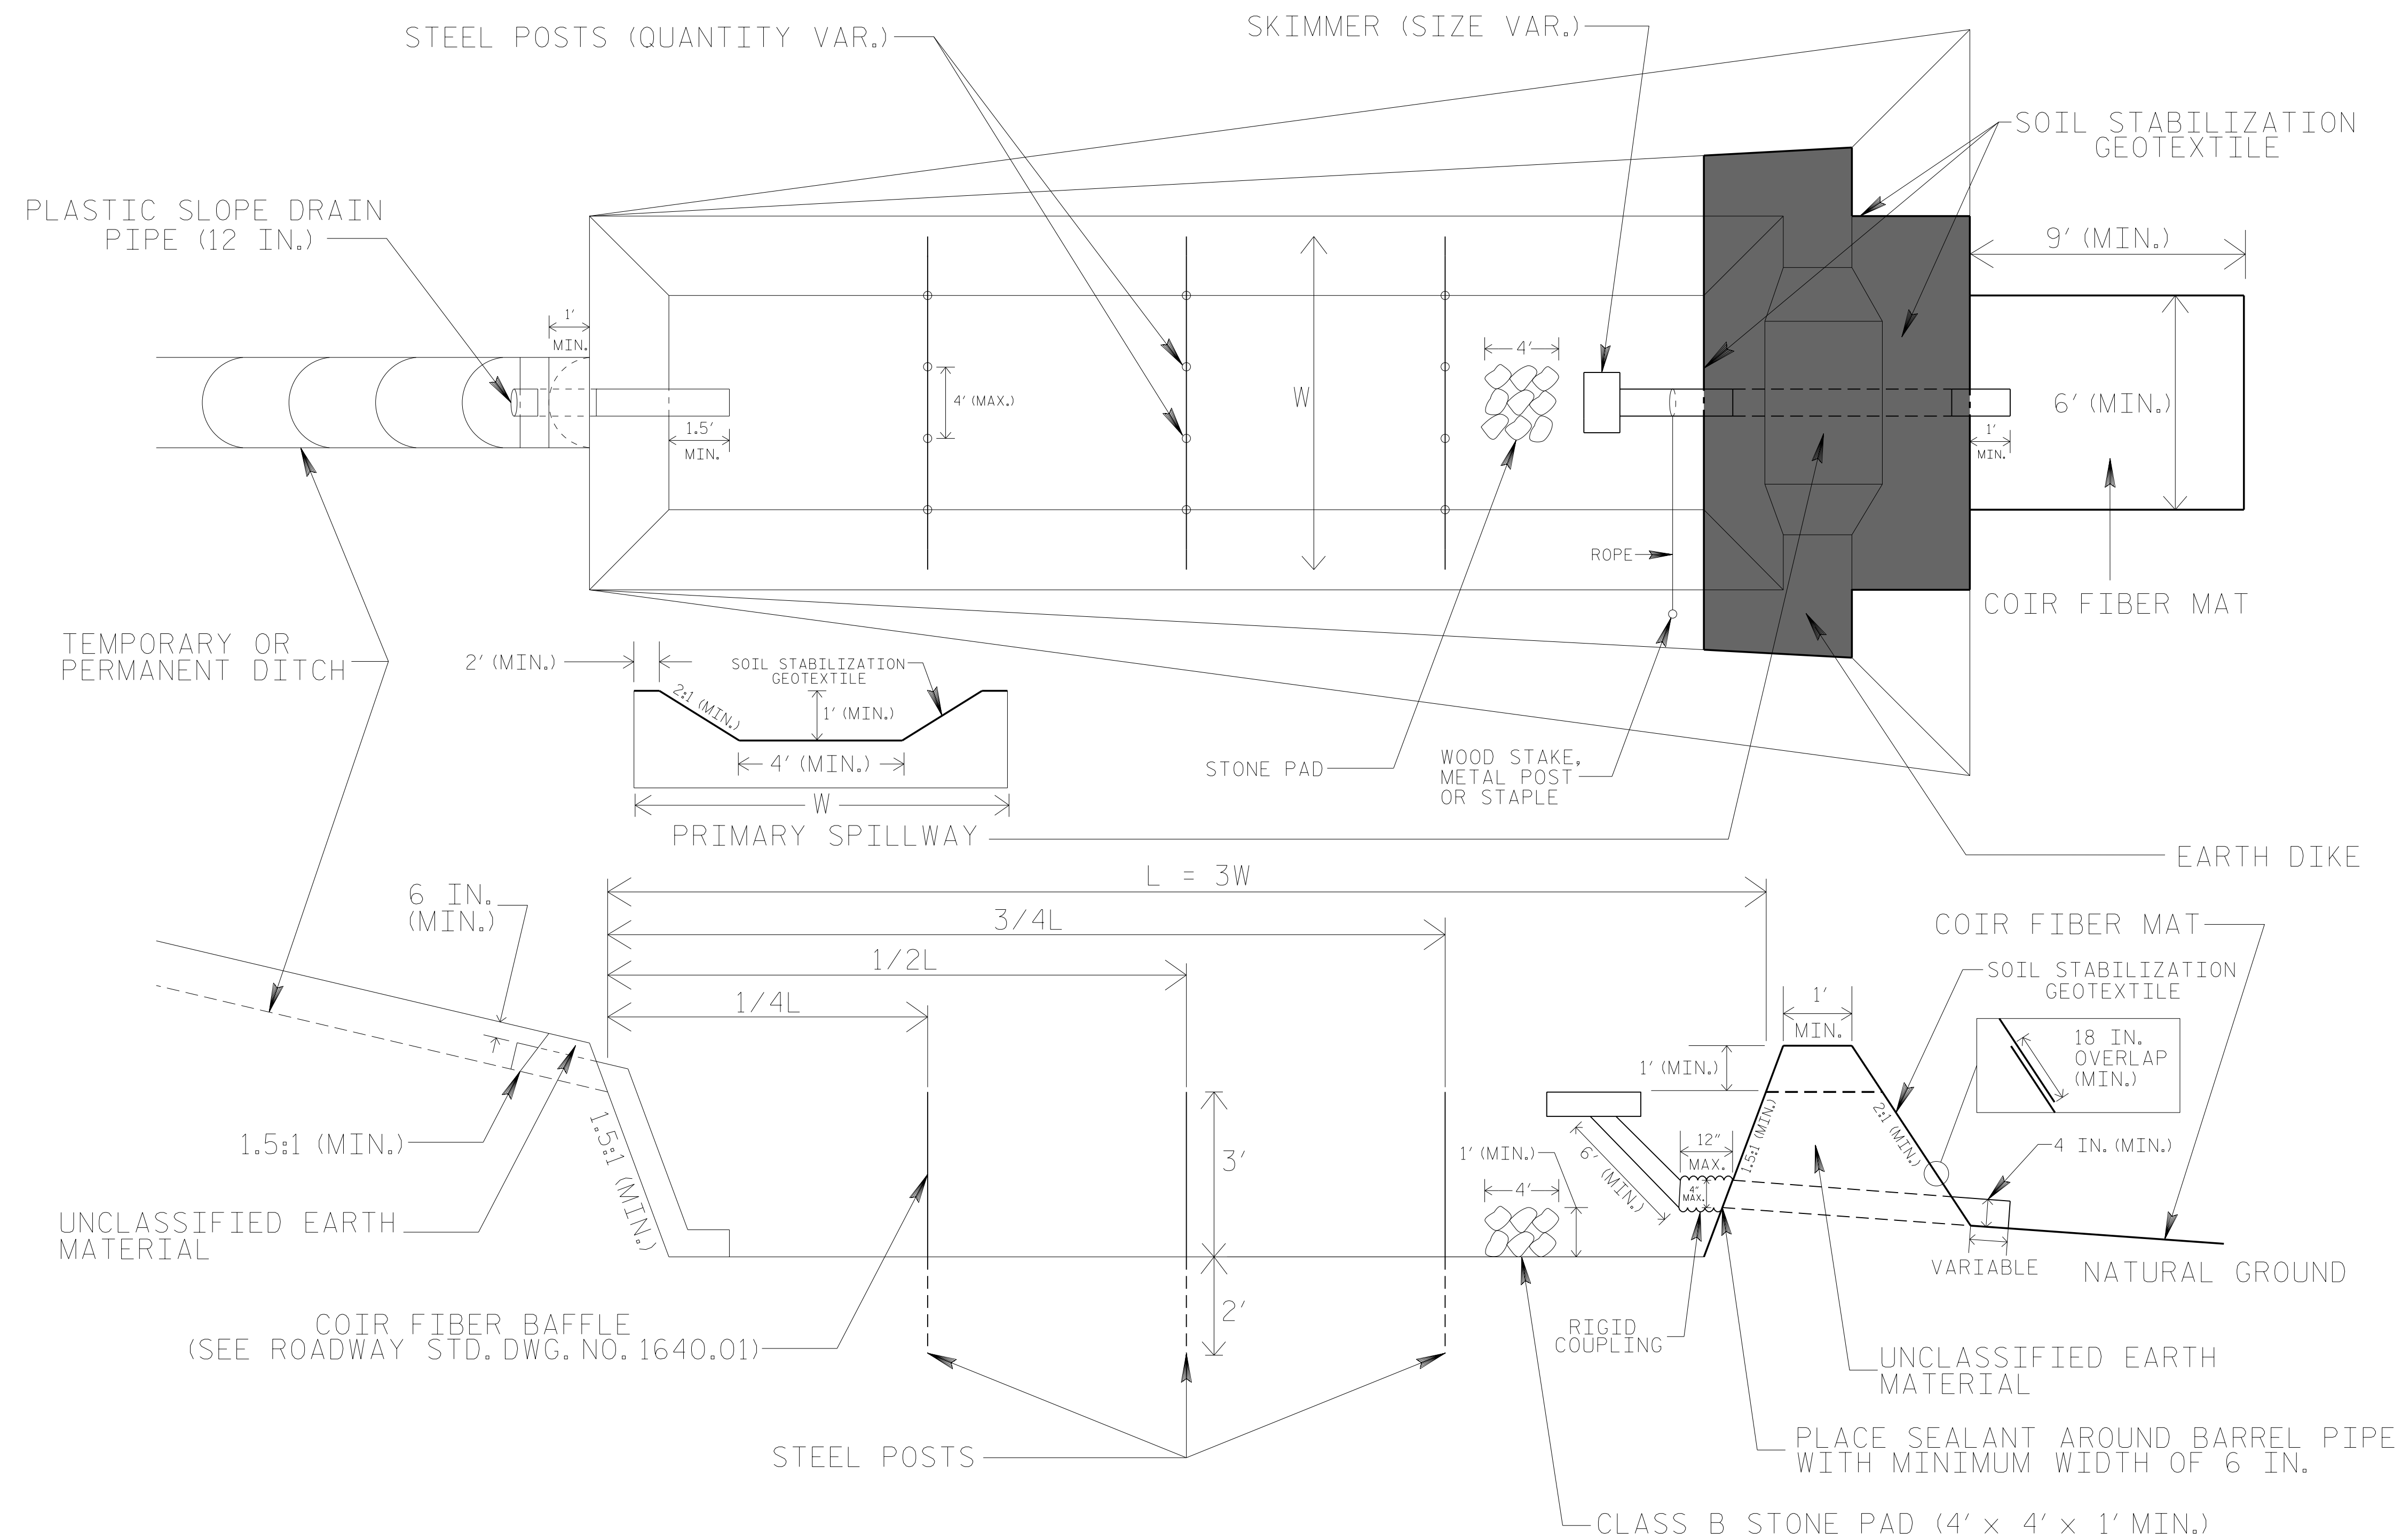 STEEL POSTS (QUANTITY VAR.)
SKIMMER (SIZE VAR.)
SOIL STABILIZATION
GEOTEXTILE
PLASTIC SLOPE DRAIN
PIPE (12 IN.)
9' (MIN.)
1'
MIN.
4'
4' (MAX.)
W
6' (MIN.)
1.5'
MIN.
1'
MIN.
ROPE
COIR FIBER MAT
TEMPORARY OR
PERMANENT DITCH
2' (MIN.)
SOIL STABILIZATION
GEOTEXTILE
2:1 (MIN.)
1' (MIN.)
4' (MIN.)
W
PRIMARY SPILLWAY
STONE PAD
WOOD STAKE,
METAL POST
OR STAPLE
EARTH DIKE
L = 3W
6 IN.
(MIN.)
3/4L
1/2L
1/4L
COIR FIBER MAT
SOIL STABILIZATION
GEOTEXTILE
1'
MIN.
1' (MIN.)
18 IN.
OVERLAP
(MIN.)
1.5:1 (MIN.)
1.5:1 (MIN.)
3'
1' (MIN.)
4'
6' (MIN.)
12"
MAX.
4"
MAX.
1.5:1 (MIN.)
2:1 (MIN.)
4 IN. (MIN.)
UNCLASSIFIED EARTH
MATERIAL
VARIABLE
NATURAL GROUND
2'
COIR FIBER BAFFLE
(SEE ROADWAY STD. DWG. NO. 1640.01)
RIGID
COUPLING
UNCLASSIFIED EARTH
MATERIAL
STEEL POSTS
PLACE SEALANT AROUND BARREL PIPE
WITH MINIMUM WIDTH OF 6 IN.
CLASS B STONE PAD (4' x 4' x 1' MIN.)